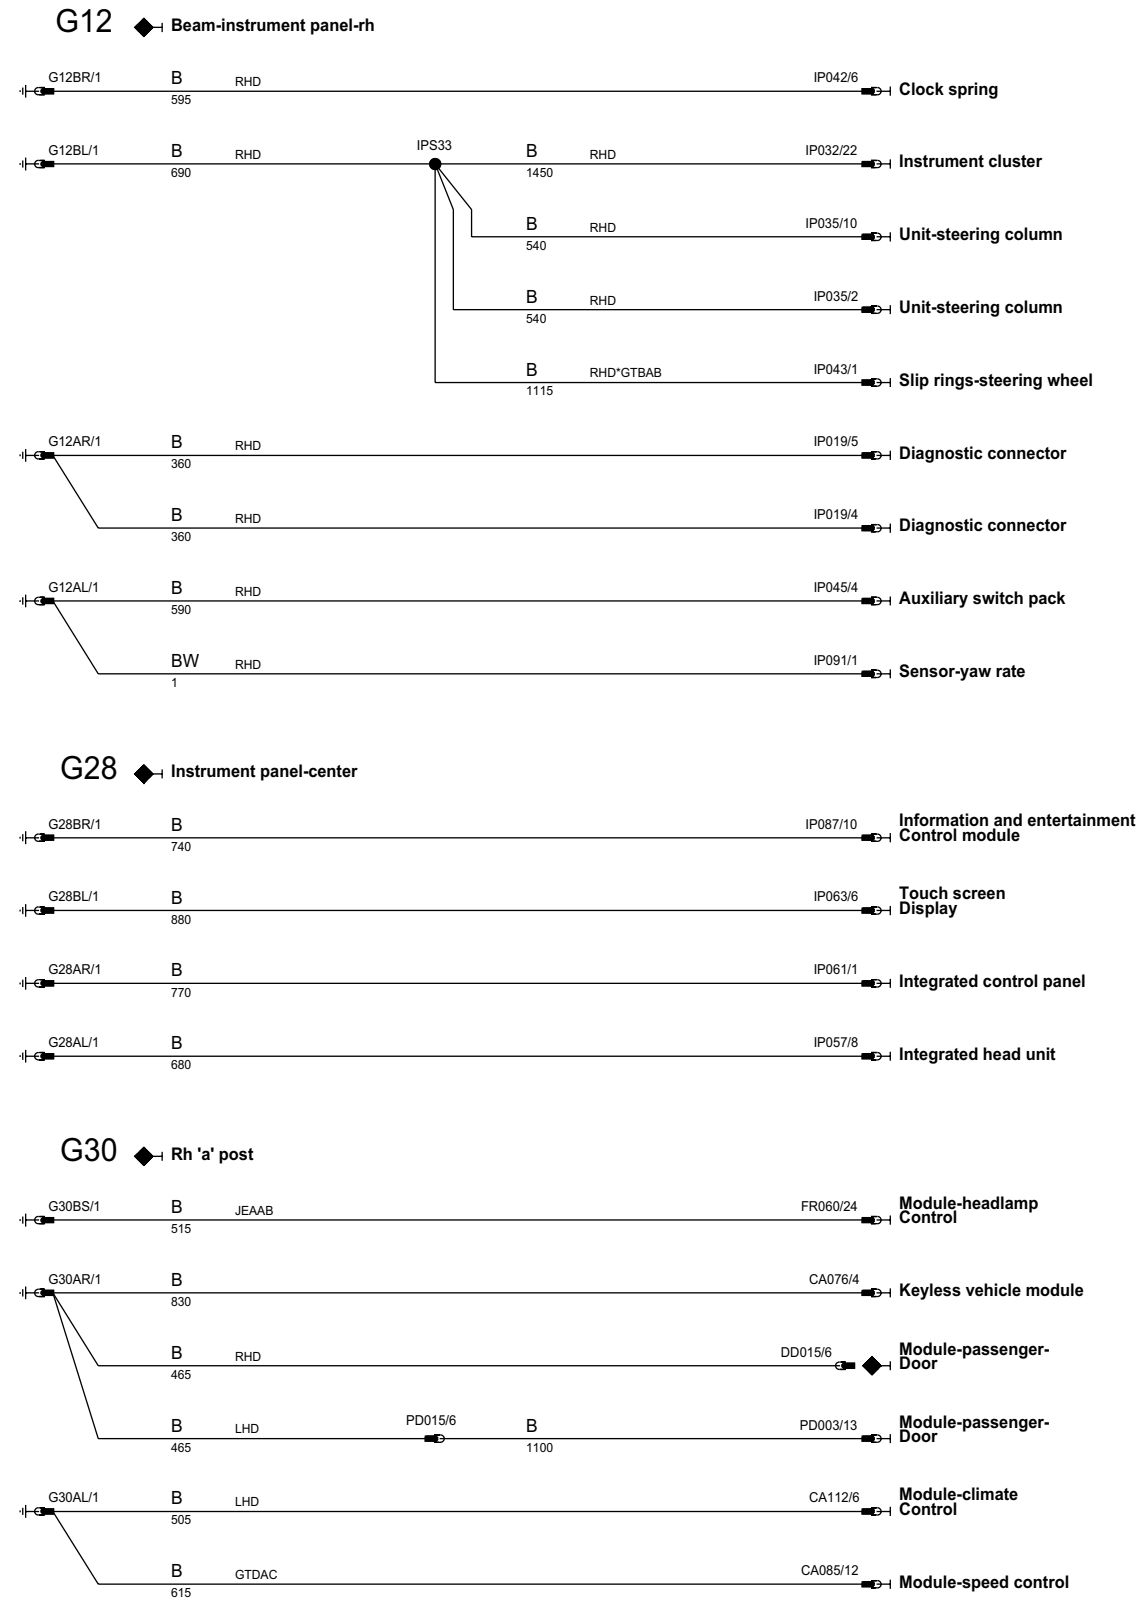 G12 Beam-instrument panel-rh
G12BR/1 B RHD IP042/6 Clock spring
595
G12BL/1 B RHD IPS33 B RHD IP032/22 Instrument cluster
690 1450
B RHD IP035/10 Unit-steering column
540
B RHD IP035/2 Unit-steering column
540
B RHD*GTBAB IP043/1 Slip rings-steering wheel
1115
G12AR/1 B RHD IP019/5 Diagnostic connector
360
B RHD IP019/4 Diagnostic connector
360
G12AL/1 B RHD IP045/4 Auxiliary switch pack
590
BW RHD IP091/1 Sensor-yaw rate
1
G28 Instrument panel-center
G28BR/1 B IP087/10 Information and entertainment
740 Control module
G28BL/1 B IP063/6 Touch screen
880 Display
G28AR/1 B IP061/1 Integrated control panel
770
G28AL/1 B IP057/8 Integrated head unit
680
G30 Rh 'a' post
G30BS/1 B JEAAB FR060/24 Module-headlamp
515 Control
G30AR/1 B CA076/4 Keyless vehicle module
830
B RHD DD015/6 Module-passenger-
465 Door
B LHD PD015/6 B PD003/13 Module-passenger-
465 1100 Door
G30AL/1 B LHD CA112/6 Module-climate
505 Control
B GTDAC CA085/12 Module-speed control
615